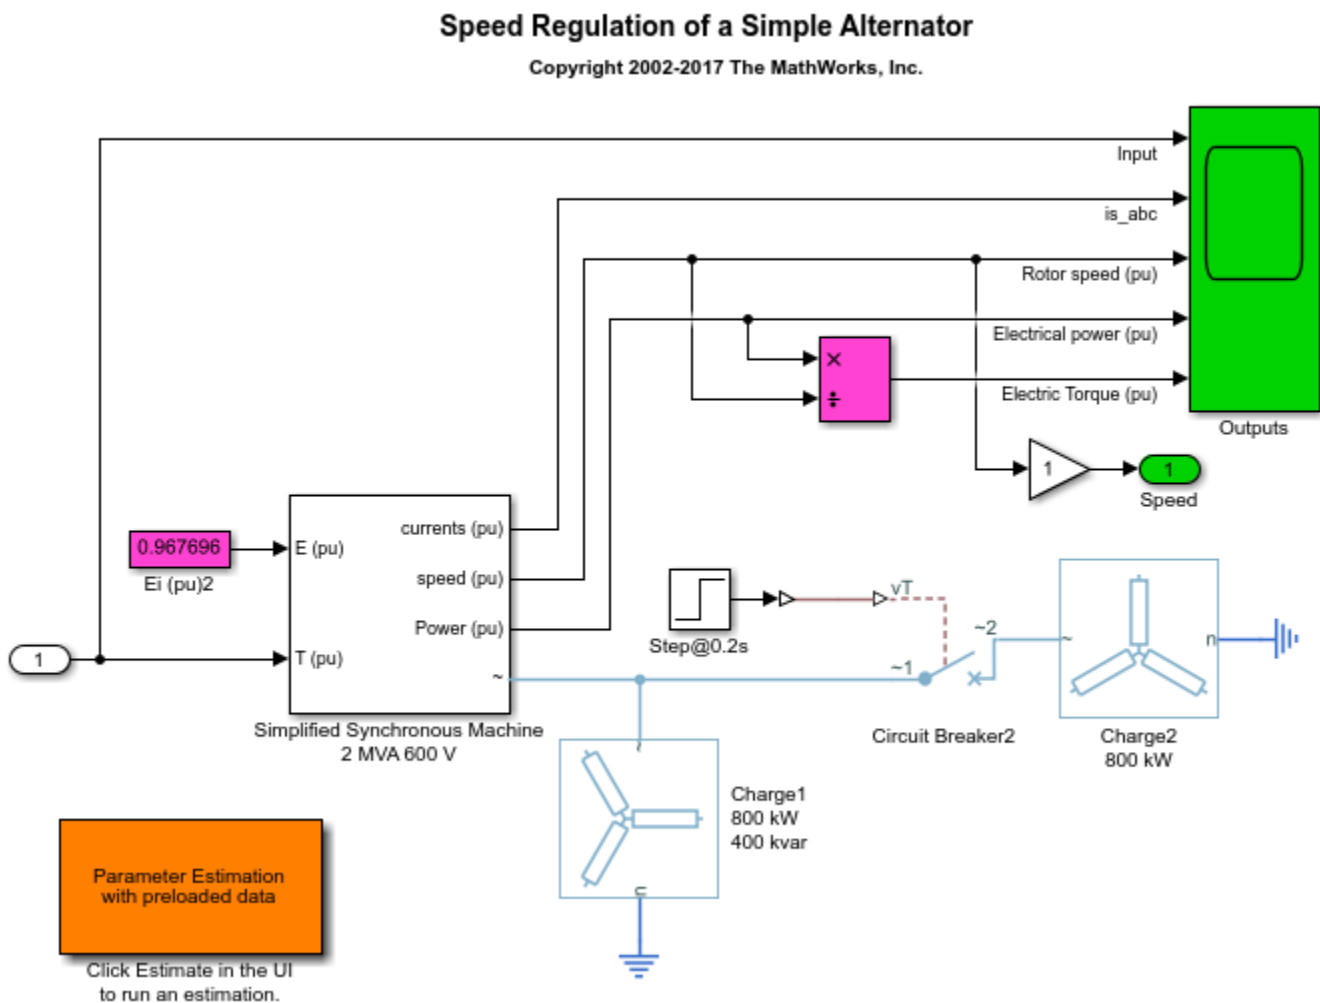 Speed Regulation of a Simple Alternator
Copyright 2002-2017 The MathWorks, Inc.
Input
is_abc
Rotor speed (pu)
Electrical power (pu)
×
÷
Electric Torque (pu)
Outputs
1
1
Speed
currents (pu)
0.967696
E (pu)
Ei (pu)2
speed (pu)
Power (pu)
vT
Step@0.2s
1
T (pu)
~
~1
~2
~
n
Simplified Synchronous Machine
2 MVA 600 V
Circuit Breaker2
Charge2
800 kW
~
Charge1
800 kW
400 kvar
n
Parameter Estimation
with preloaded data
Click Estimate in the UI
to run an estimation.